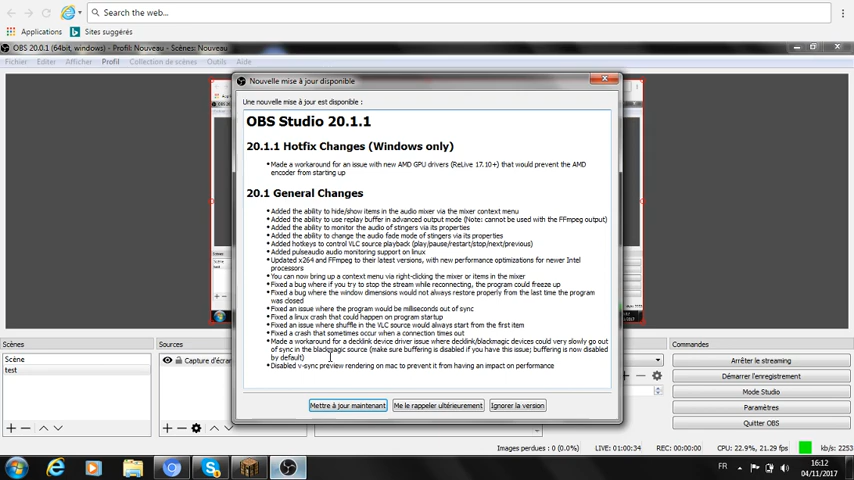 Search the web...
Applications Bing Sites suggérés
OBS 20.0.1 (64bit, windows) - Profil: Nouveau - Scènes: Nouveau
Fichier Editer Afficher Profil Collection de scènes Outils Aide
Nouvelle mise à jour disponible
Une nouvelle mise à jour est disponible :
OBS Studio 20.1.1
20.1.1 Hotfix Changes (Windows only)
Made a workaround for an issue with new AMD GPU drivers (ReLive 17.10+) that would prevent the AMD
encoder from starting up
20.1 General Changes
Added the ability to hide/show items in the audio mixer via the mixer context menu
Added the ability to use replay buffer in advanced output mode (Note: cannot be used with the FFmpeg output)
Added the ability to monitor the audio of stingers via its properties
Added the ability to change the audio fade mode of stingers via its properties
Added hotkeys to control VLC source playback (play/pause/restart/stop/next/previous)
Added pulseaudio audio monitoring support on linux
Updated x264 and FFmpeg to their latest versions, with new performance optimizations for newer Intel
processors
You can now bring up a context menu via right-clicking the mixer or items in the mixer
Fixed a bug where if you try to stop the stream while reconnecting, the program could freeze up
Fixed a bug where the window dimensions would not always restore properly from the last time the program
was closed
Fixed an issue where the program would be miliseconds out of sync
Fixed a linux crash that could happen on program startup
Fixed an issue where shuffle in the VLC source would always start from the first item
Fixed a crash that sometimes occur when a connection times out
Made a workaround for a decklink device driver issue where decklink/blackmagic devices could very slowly go out
of sync in the blackmagic source (make sure buffering is disabled if you have this issue; buffering is now disabled
by default)
Disabled v-sync preview rendering on mac to prevent it from having an impact on performance
Mettre à jour maintenant Me le rappeler ultérieurement Ignorer la version
Scènes Sources Commandes
Scène
test
Capture d'écran
Arrêter le streaming
Démarrer l'enregistrement
Mode Studio
Paramètres
Quitter OBS
Images perdues : 0 (0.0%) LIVE: 01:00:34 REC: 00:00:00 CPU: 22.9%, 21.29 fps kb/s: 2253
FR 16:12
04/11/2017